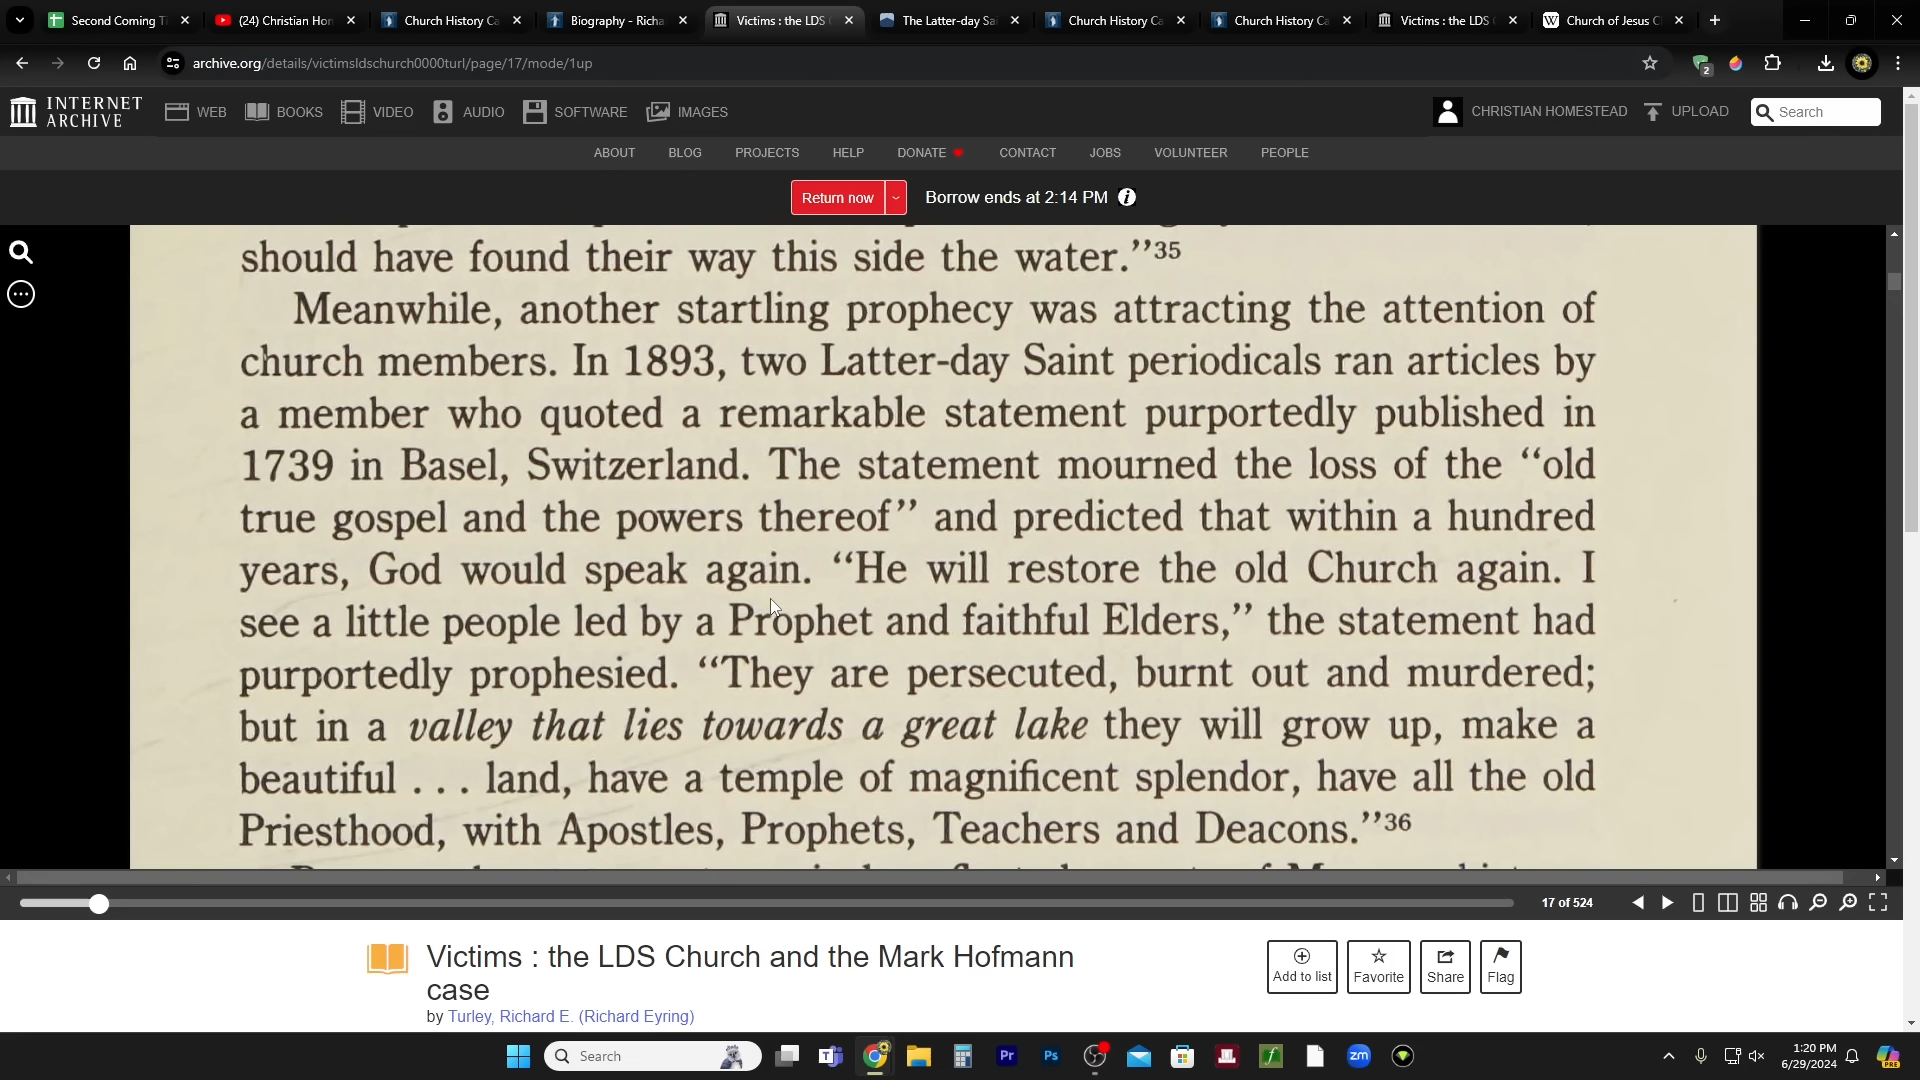 Second Coming Ti
(24) Christian Hom
Church History Ca
Biography - Richa
Victims : the LDS C
The Latter-day Sai
Church History Ca
Church History Ca
Victims : the LDS C
Church of Jesus C
archive.org/details/victimsldschurch0000turl/page/17/mode/1up
2
INTERNET
ARCHIVE
WEB
BOOKS
VIDEO
AUDIO
SOFTWARE
IMAGES
CHRISTIAN HOMESTEAD
UPLOAD
Search
ABOUT
BLOG
PROJECTS
HELP
DONATE
CONTACT
JOBS
VOLUNTEER
PEOPLE
Return now
Borrow ends at 2:14 PM
should have found their way this side the water.”35
Meanwhile, another startling prophecy was attracting the attention of
church members. In 1893, two Latter-day Saint periodicals ran articles by
a member who quoted a remarkable statement purportedly published in
1739 in Basel, Switzerland. The statement mourned the loss of the “old
true gospel and the powers thereof” and predicted that within a hundred
years, God would speak again. “He will restore the old Church again. I
see a little people led by a Prophet and faithful Elders,” the statement had
purportedly prophesied. “They are persecuted, burnt out and murdered;
but in a valley that lies towards a great lake they will grow up, make a
beautiful . . . land, have a temple of magnificent splendor, have all the old
Priesthood, with Apostles, Prophets, Teachers and Deacons.”36
17 of 524
Victims : the LDS Church and the Mark Hofmann
case
by Turley, Richard E. (Richard Eyring)
Add to list
Favorite
Share
Flag
Search
Pr
Ps
zm
1:20 PM
6/29/2024
PRE